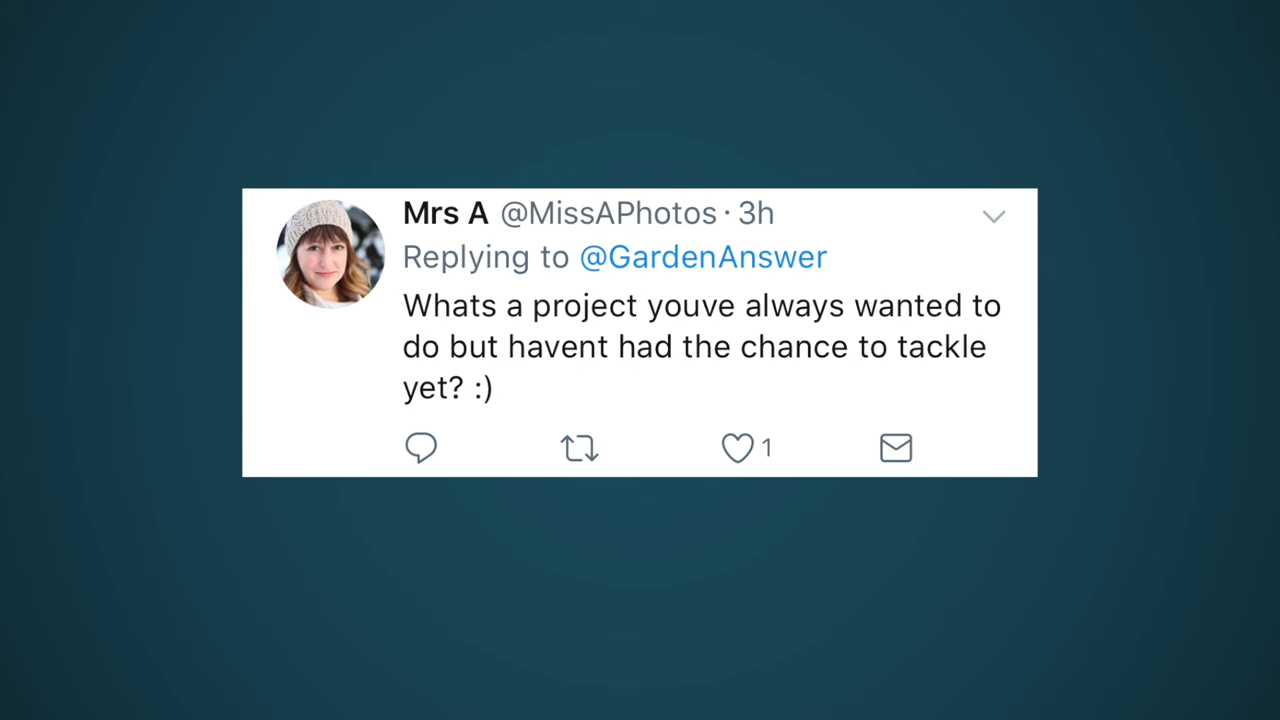 Mrs A @MissAPhotos · 3h
Replying to @GardenAnswer
Whats a project youve always wanted to
do but havent had the chance to tackle
yet? :)
1